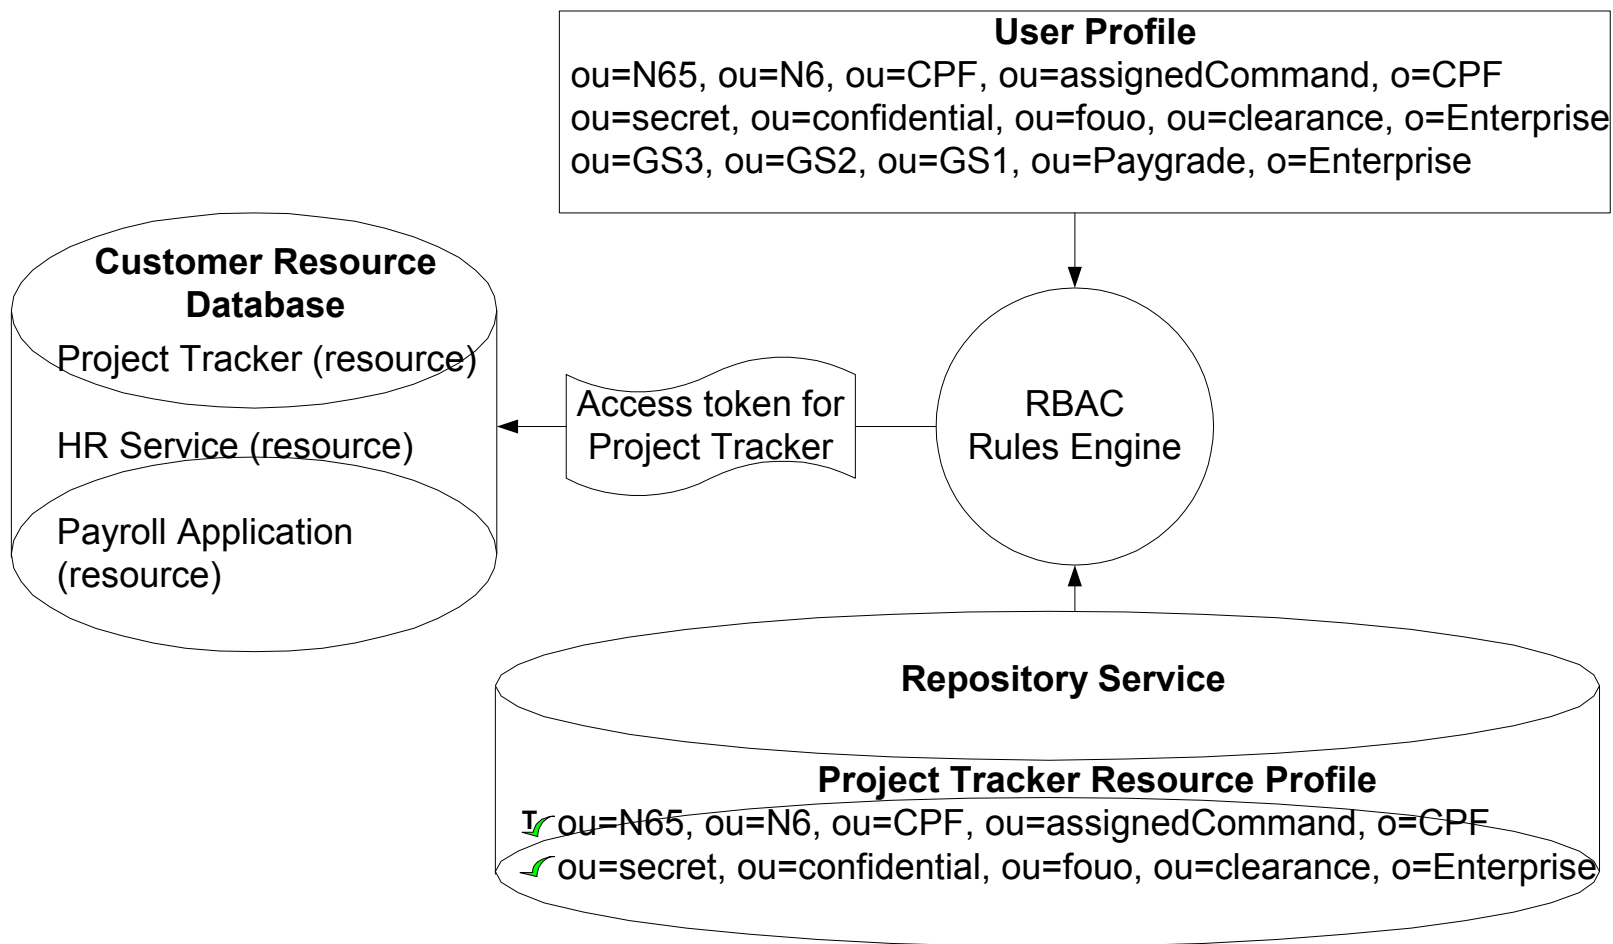 User Profile
ou=N65, ou=N6, ou=CPF, ou=assignedCommand, o=CPF
ou=secret, ou=confidential, ou=fouo, ou=clearance, o=Enterprise
ou=GS3, ou=GS2, ou=GS1, ou=Paygrade, o=Enterprise
Customer Resource
Database
Project Tracker (resource)
HR Service (resource)
Payroll Application
(resource)
Access token for
Project Tracker
RBAC
Rules Engine
Repository Service
Project Tracker Resource Profile
T ou=N65, ou=N6, ou=CPF, ou=assignedCommand, o=CPF
ou=secret, ou=confidential, ou=fouo, ou=clearance, o=Enterprise